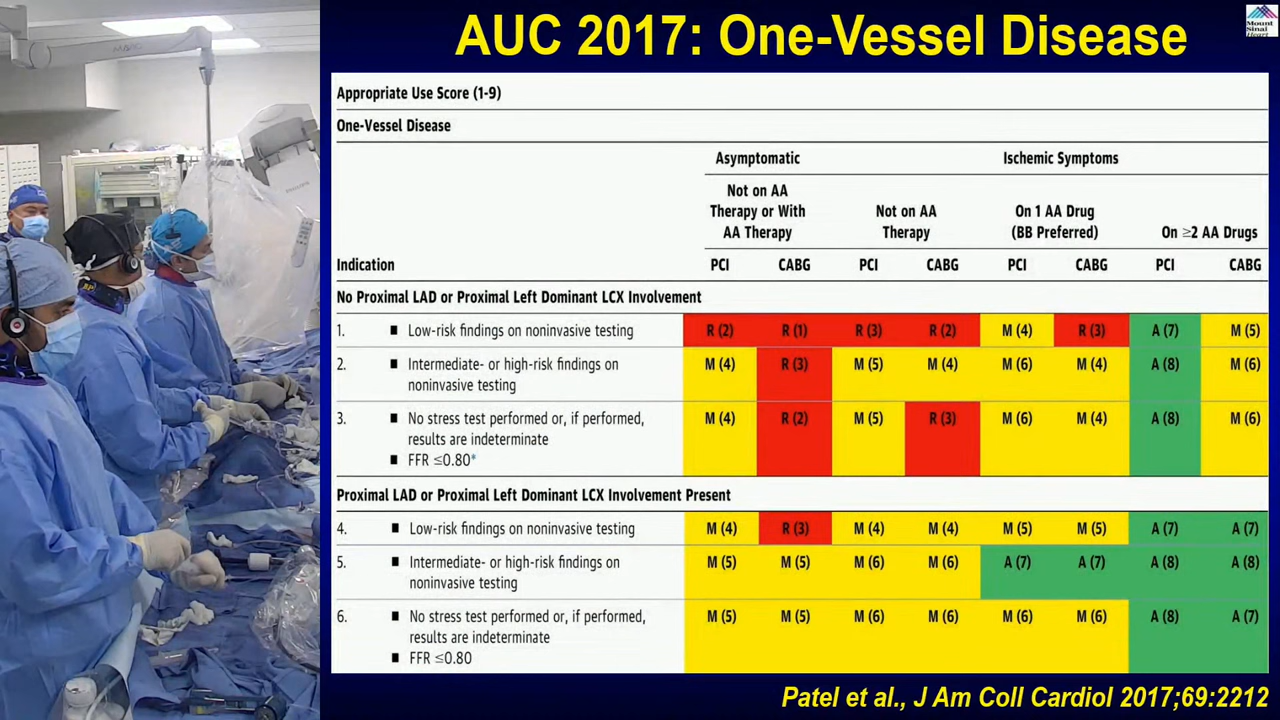 AUC 2017: One-Vessel Disease
Mount
Sinai
Heart
Appropriate Use Score (1-9)
One-Vessel Disease
Asymptomatic Ischemic Symptoms
Not on AA
Therapy or With
AA Therapy
Not on AA
Therapy
On 1 AA Drug
(BB Preferred)
On ≥2 AA Drugs
Indication PCI CABG PCI CABG PCI CABG PCI CABG
No Proximal LAD or Proximal Left Dominant LCX Involvement
1. ■ Low-risk findings on noninvasive testing R (2) R (1) R (3) R (2) M (4) R (3) A (7) M (5)
2. ■ Intermediate- or high-risk findings on M (4) R (3) M (5) M (4) M (6) M (4) A (8) M (6)
noninvasive testing
3. ■ No stress test performed or, if performed, M (4) R (2) M (5) R (3) M (6) M (4) A (8) M (6)
results are indeterminate
■ FFR ≤0.80*
Proximal LAD or Proximal Left Dominant LCX Involvement Present
4. ■ Low-risk findings on noninvasive testing M (4) R (3) M (4) M (4) M (5) M (5) A (7) A (7)
5. ■ Intermediate- or high-risk findings on M (5) M (5) M (6) M (6) A (7) A (7) A (8) A (8)
noninvasive testing
6. ■ No stress test performed or, if performed, M (5) M (5) M (6) M (6) M (6) M (6) A (8) A (7)
results are indeterminate
■ FFR ≤0.80
Patel et al., J Am Coll Cardiol 2017;69:2212